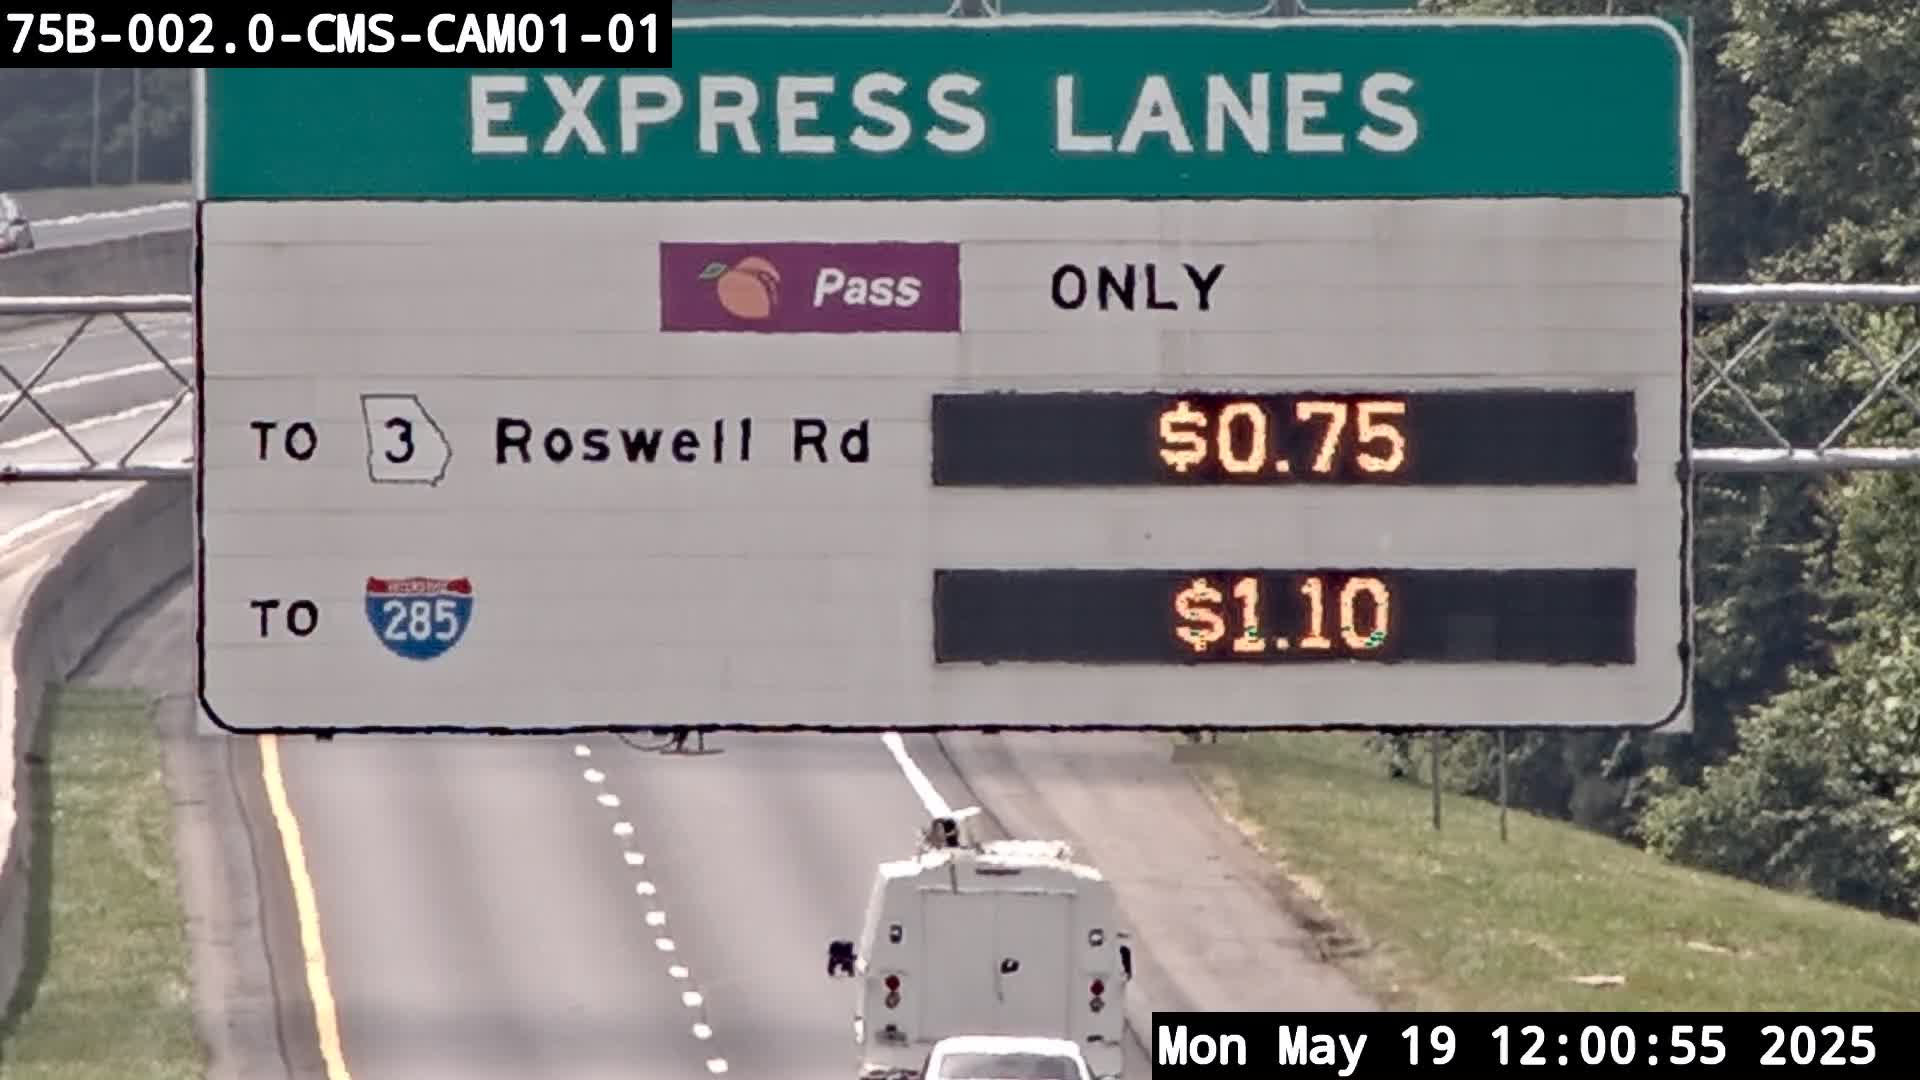 75B-002.0-CMS-CAM01-01
EXPRESS LANES
Pass ONLY
TO 3 Roswell Rd $0.75
TO INTERSTATE 285 $1.10
Mon May 19 12:00:55 2025